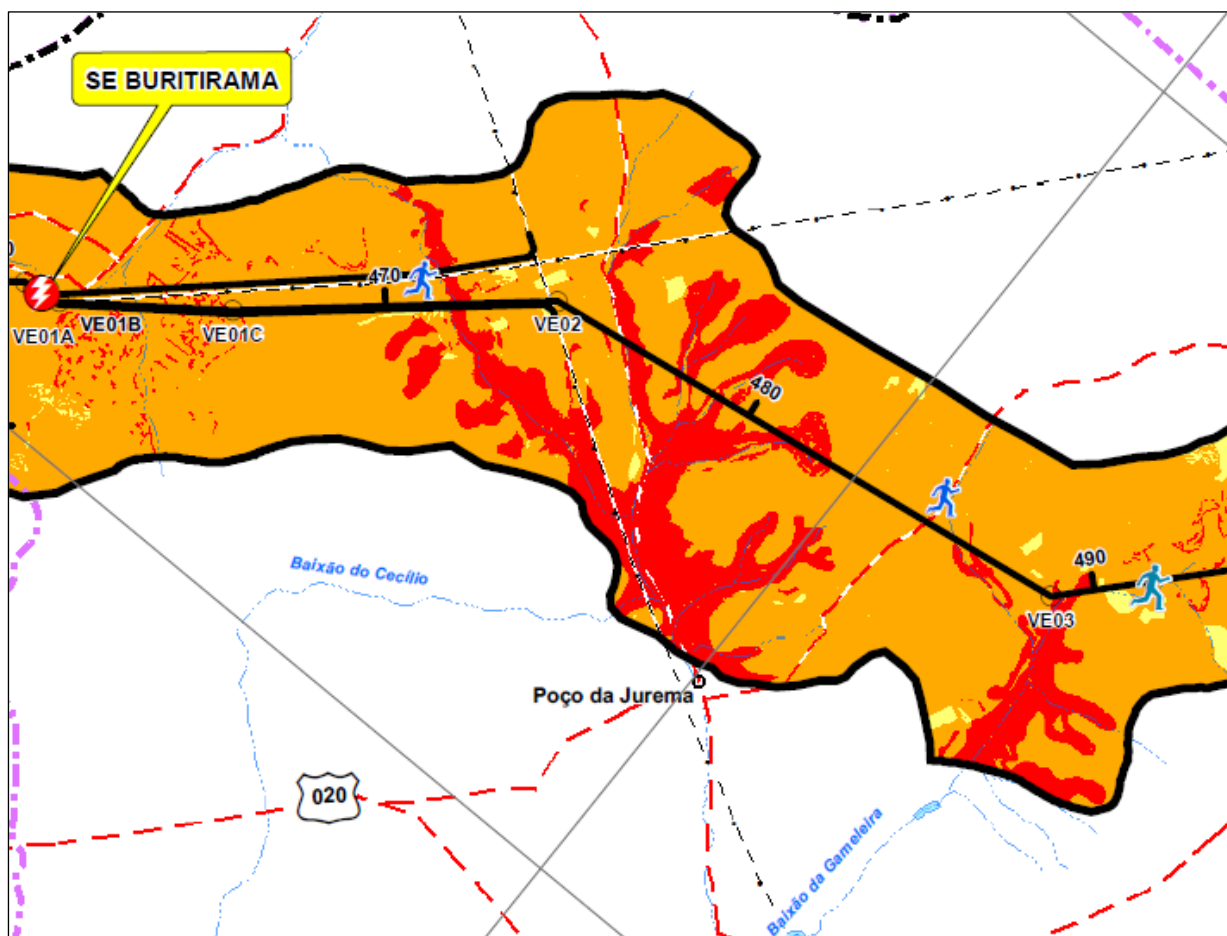 SE BURITIRAMA
0
470
VE01A
VE01B
VE01C
VE02
480
490
VE03
Baixão do Cecílio
Poço da Jurema
020
Baixão da Gameleira